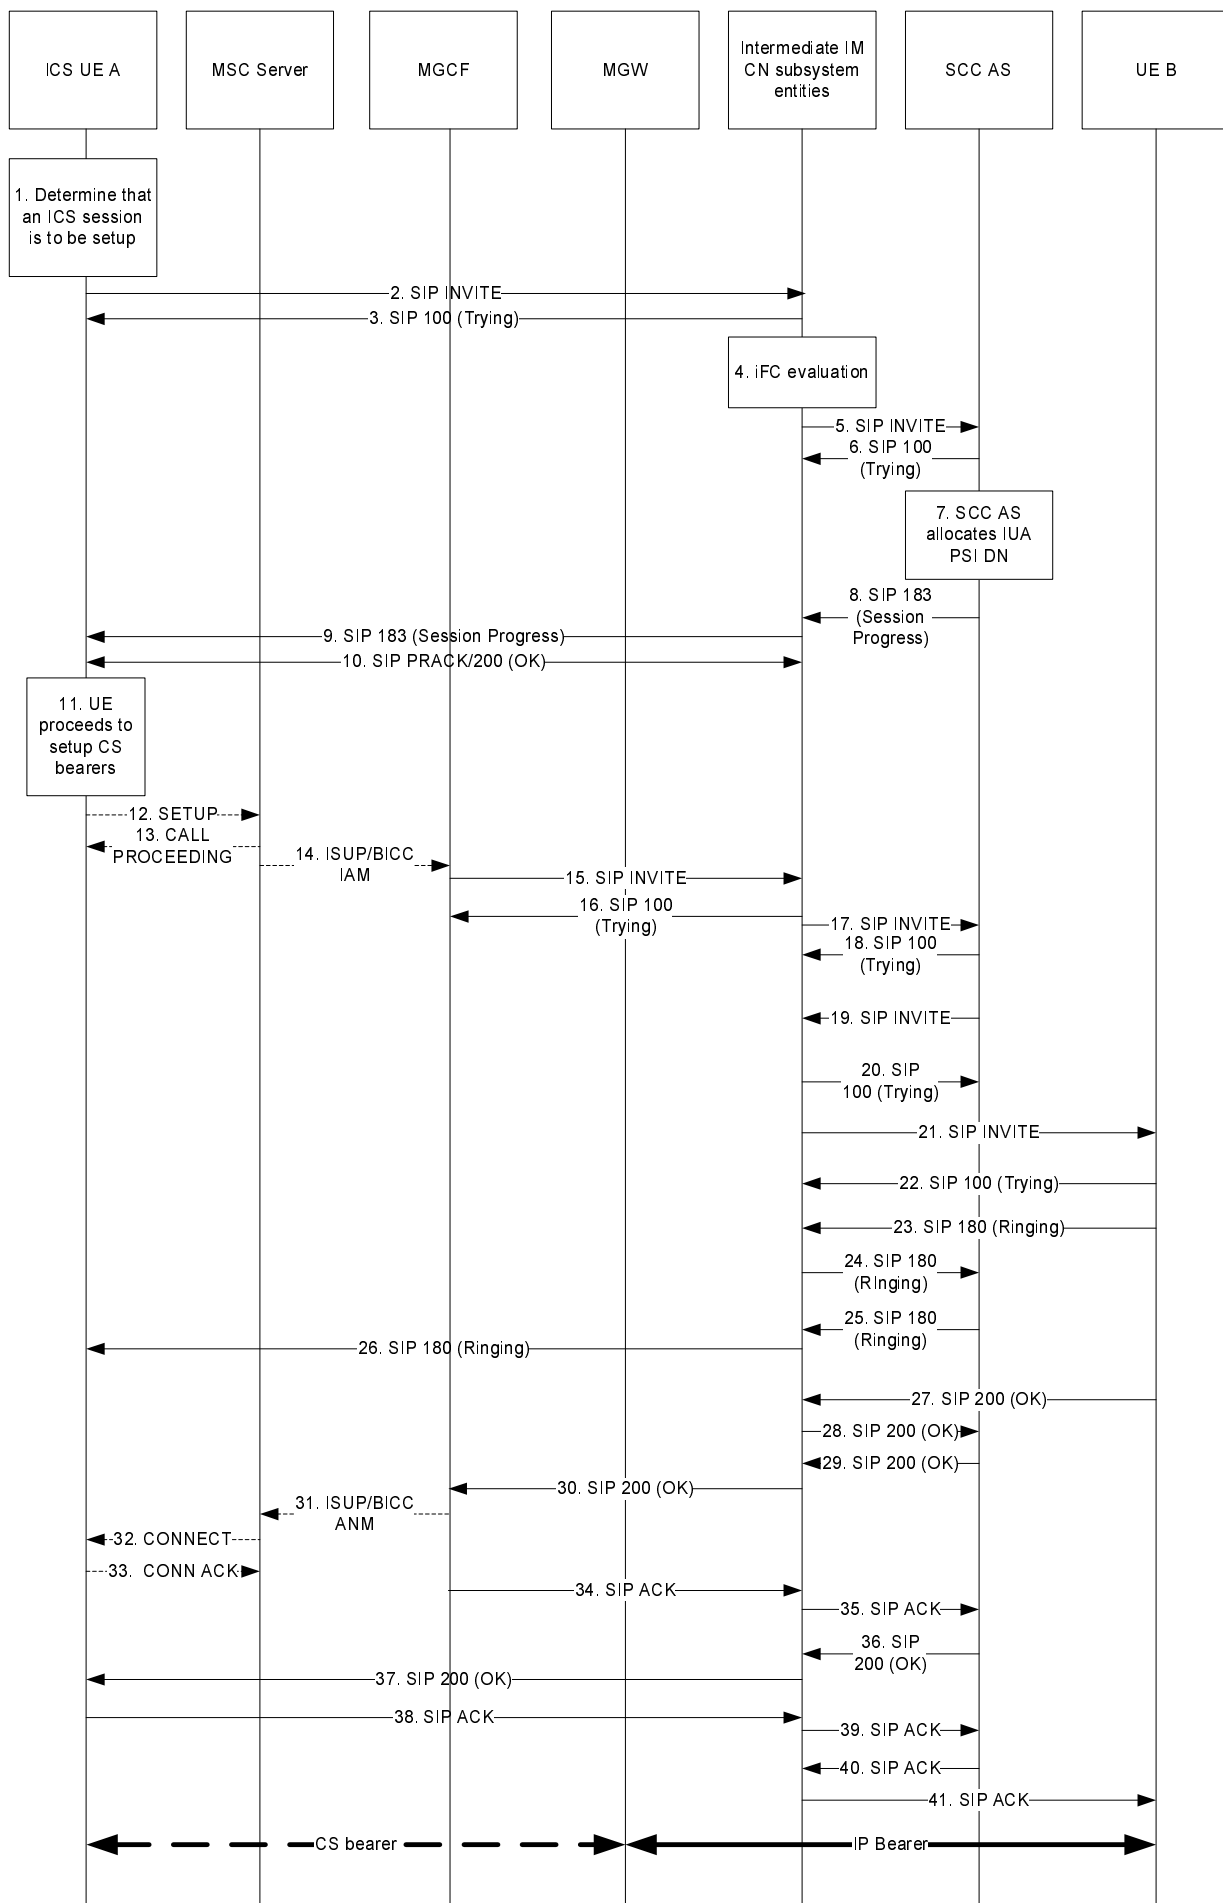 ICS UE A
MSC Server
MGCF
MGW
Intermediate IM
CN subsystem
entities
SCC AS
UE B
1. Determine that
an ICS session
is to be setup
2. SIP INVITE
3. SIP 100 (Trying)
4. iFC evaluation
5. SIP INVITE
6. SIP 100
(Trying)
7. SCC AS
allocates IUA
PSI DN
8. SIP 183
(Session
Progress)
9. SIP 183 (Session Progress)
10. SIP PRACK/200 (OK)
11. UE
proceeds to
setup CS
bearers
12. SETUP
13. CALL
PROCEEDING
14. ISUP/BICC
IAM
15. SIP INVITE
16. SIP 100
(Trying)
17. SIP INVITE
18. SIP 100
(Trying)
19. SIP INVITE
20. SIP
100 (Trying)
21. SIP INVITE
22. SIP 100 (Trying)
23. SIP 180 (Ringing)
24. SIP 180
(RInging)
25. SIP 180
(Ringing)
26. SIP 180 (Ringing)
27. SIP 200 (OK)
28. SIP 200 (OK)
29. SIP 200 (OK)
30. SIP 200 (OK)
31. ISUP/BICC
ANM
32. CONNECT
33. CONN ACK
34. SIP ACK
35. SIP ACK
36. SIP
200 (OK)
37. SIP 200 (OK)
38. SIP ACK
39. SIP ACK
40. SIP ACK
41. SIP ACK
CS bearer
IP Bearer